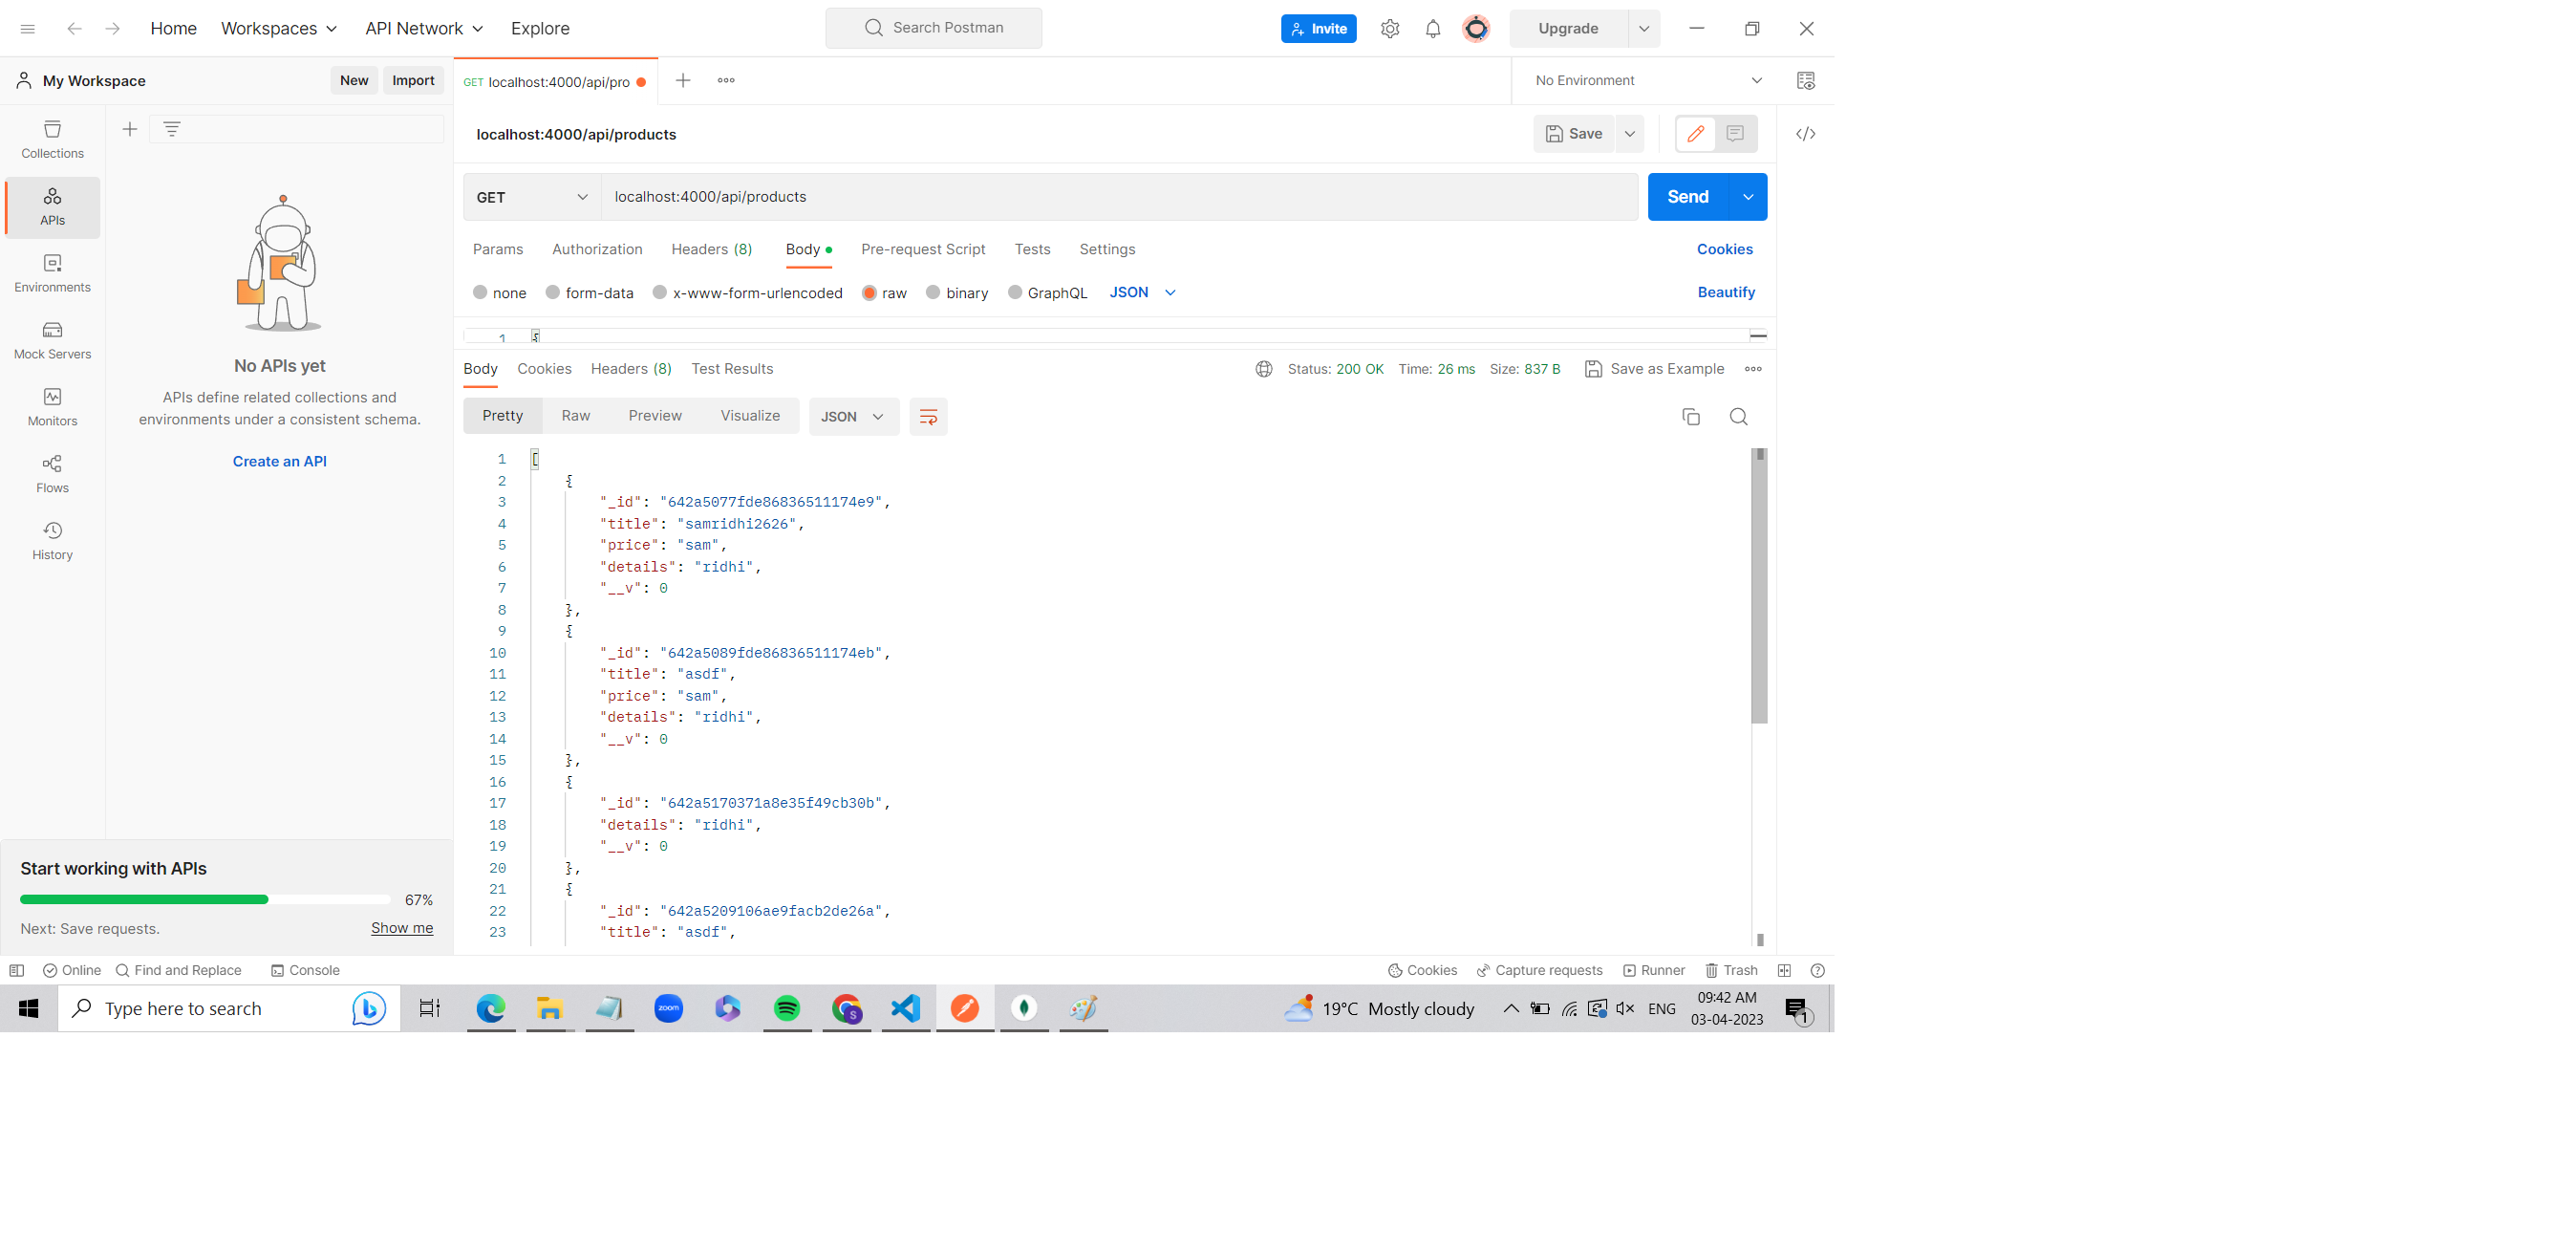 Home Workspaces API Network Explore Search Postman Invite Upgrade
My Workspace New Import GET localhost:4000/api/pro No Environment
localhost:4000/api/products Save
Collections
APIs
Environments
Mock Servers
Monitors
Flows
History
No APIs yet
APIs define related collections and
environments under a consistent schema.
Create an API
GET localhost:4000/api/products Send
Params Authorization Headers (8) Body Pre-request Script Tests Settings Cookies
none form-data x-www-form-urlencoded raw binary GraphQL JSON Beautify
1 {
Body Cookies Headers (8) Test Results Status: 200 OK Time: 26 ms Size: 837 B Save as Example
Pretty Raw Preview Visualize JSON
1 [
2 {
3 "_id": "642a5077fde86836511174e9",
4 "title": "samridhi2626",
5 "price": "sam",
6 "details": "ridhi",
7 "__v": 0
8 },
9 {
10 "_id": "642a5089fde86836511174eb",
11 "title": "asdf",
12 "price": "sam",
13 "details": "ridhi",
14 "__v": 0
15 },
16 {
17 "_id": "642a5170371a8e35f49cb30b",
18 "details": "ridhi",
19 "__v": 0
20 },
21 {
22 "_id": "642a5209106ae9facb2de26a",
23 "title": "asdf",
Start working with APIs
67%
Next: Save requests. Show me
Online Find and Replace Console Cookies Capture requests Runner Trash
Type here to search zoom S 19°C Mostly cloudy ENG 09:42 AM
03-04-2023 1